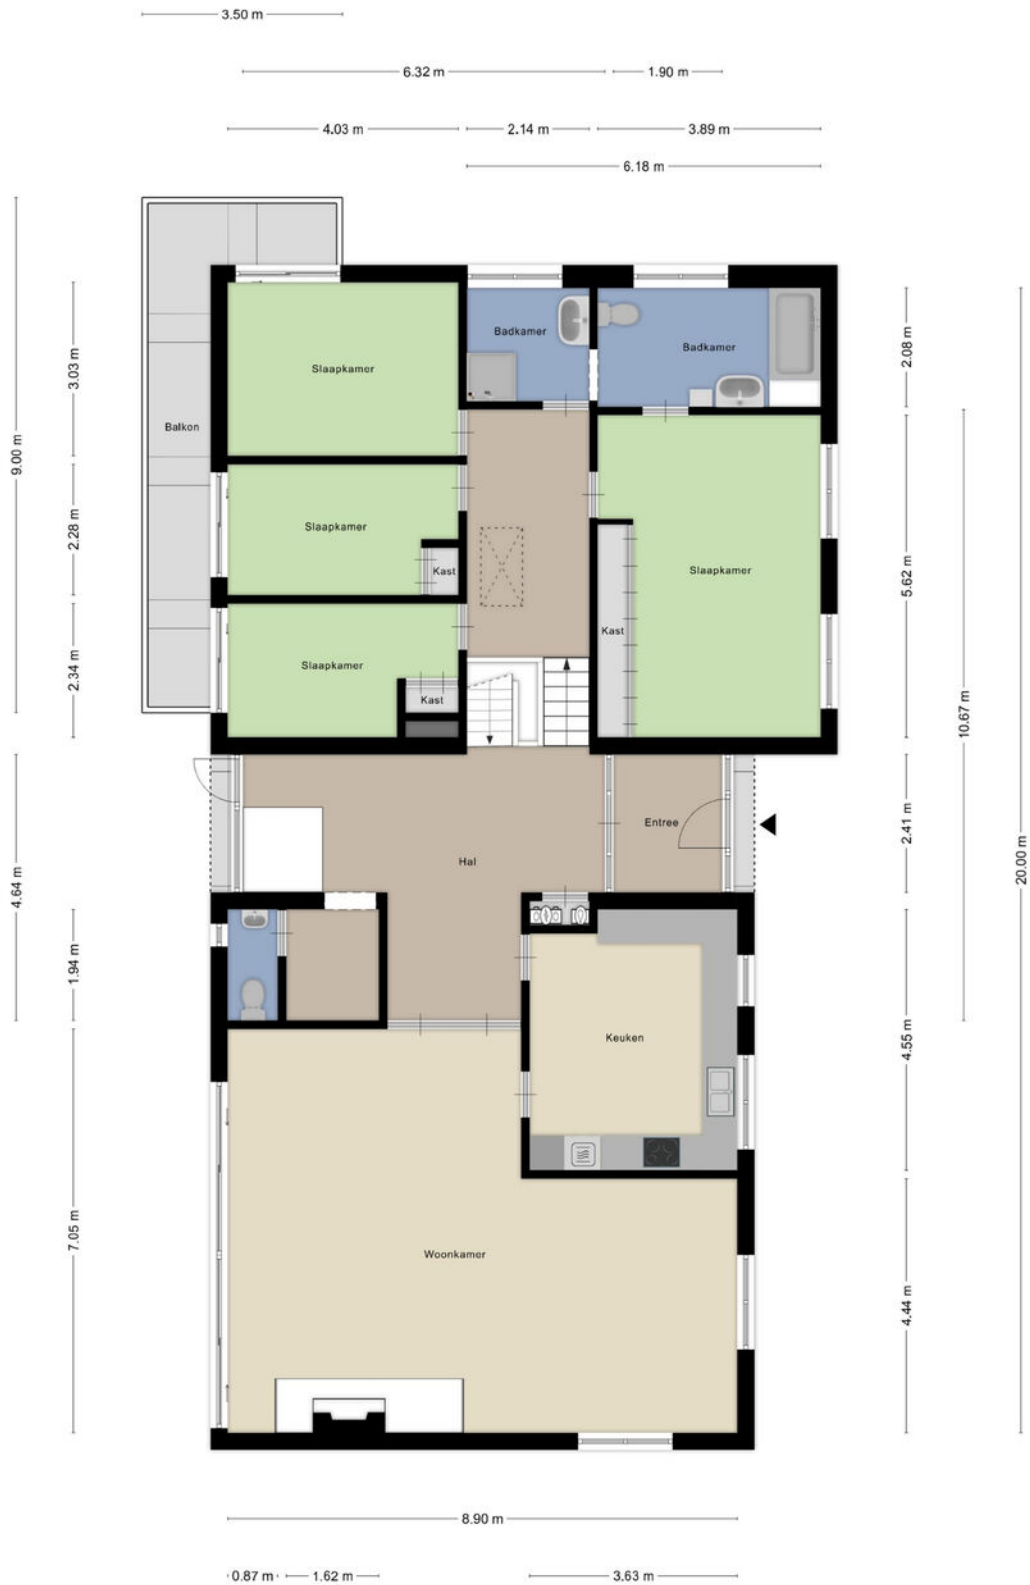 3.50 m
6.32 m
1.90 m
4.03 m
2.14 m
3.89 m
6.18 m
9.00 m
3.03 m
2.28 m
2.34 m
4.64 m
1.94 m
7.05 m
Balkon
Slaapkamer
Badkamer
Badkamer
Slaapkamer
Kast
Slaapkamer
Kast
Slaapkamer
Kast
Entree
Hal
Keuken
Woonkamer
2.08 m
5.62 m
10.67 m
2.41 m
20.00 m
4.55 m
4.44 m
8.90 m
0.87 m
1.62 m
3.63 m